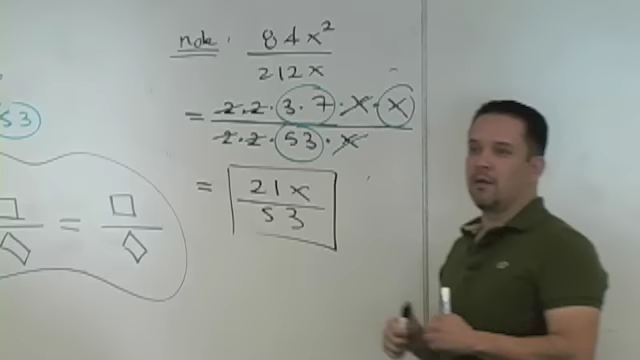 note: 84x²
212x
= 2·2·3·7·x·x
2·2·53·x
53
= 21x
53
□ = □
◇ ◇